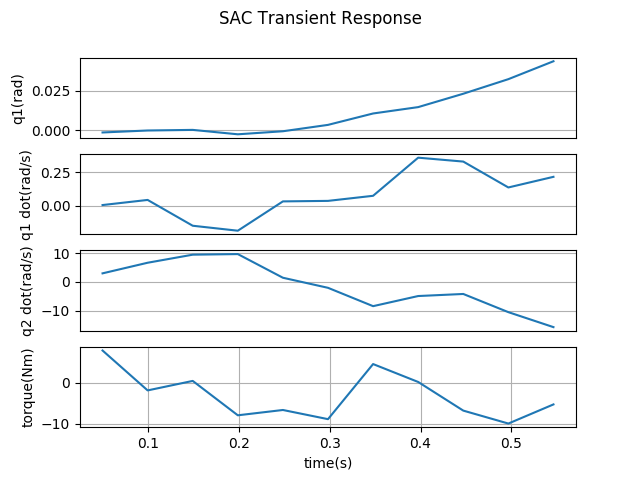 SAC Transient Response
q1(rad)
0.025
0.000
q1 dot(rad/s)
0.25
0.00
q2 dot(rad/s)
10
0
−10
torque(Nm)
0
−10
0.1 0.2 0.3 0.4 0.5
time(s)